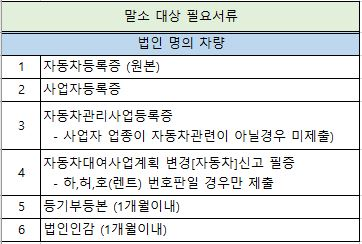 말소 대상 필요서류
법인 명의 차량
1 자동차등록증 (원본)
2 사업자등록증
3 자동차관리사업등록증
- 사업자 업종이 자동차관련이 아닐경우 미제출)
4 자동차대여사업계획 변경[자동차]신고 필증
- 하,허,호(렌트) 번호판일 경우만 제출
5 등기부등본 (1개월이내)
6 법인인감 (1개월이내)